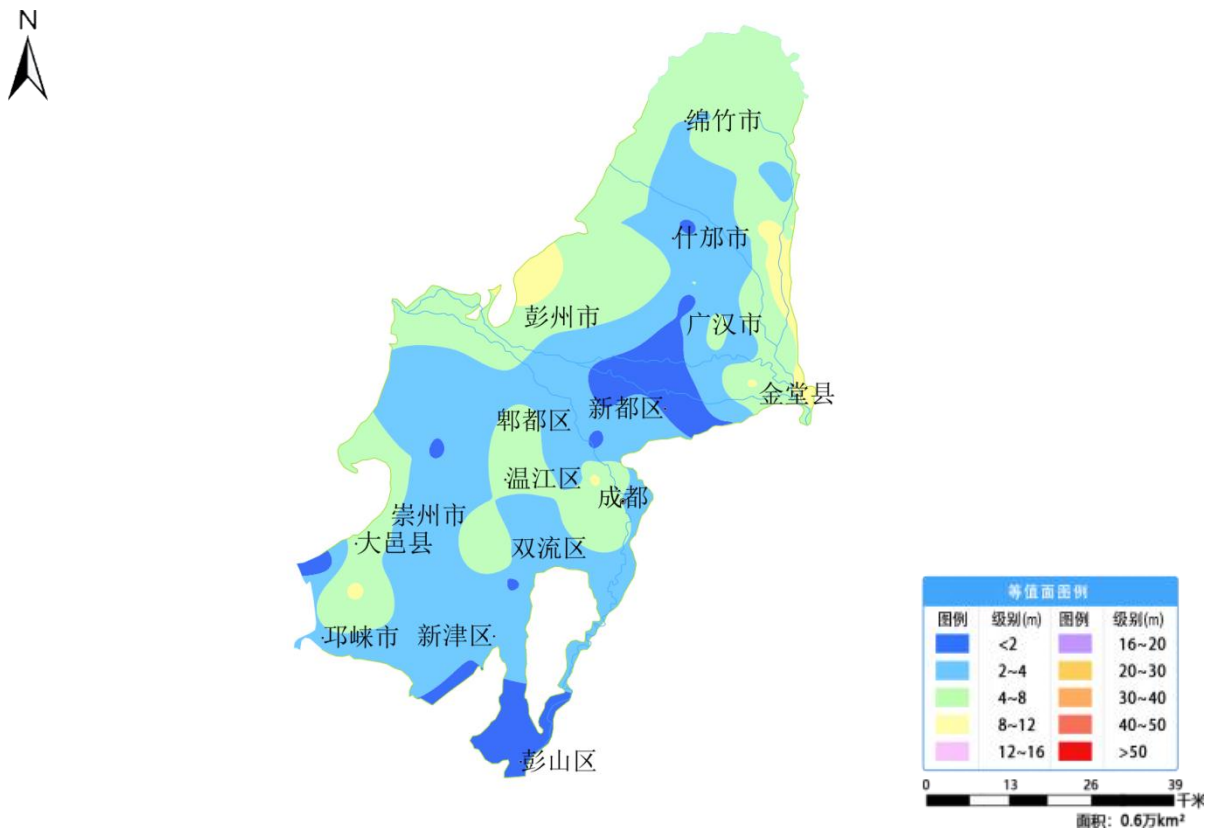 N
绵竹市
什邡市
彭州市
广汉市
金堂县
新都区
郫都区
温江区
成都
崇州市
大邑县
双流区
邛崃市
新津区
彭山区
等值面图例
图例 级别(m) 图例 级别(m)
<2 16~20
2~4 20~30
4~8 30~40
8~12 40~50
12~16 >50
0 13 26 39
千米
面积：0.6万km²